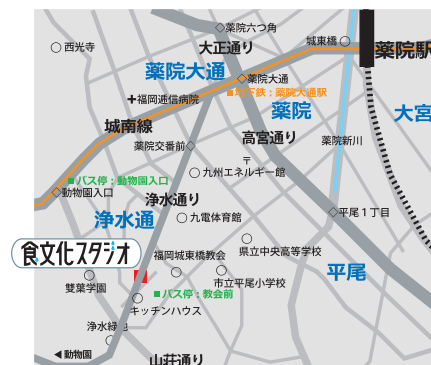 ◇薬院六つ角
城東橋○
○西光寺
大正通り
薬院駅
薬院大通
◇薬院大通
■地下鉄：薬院大通駅
✚福岡逓信病院
薬院
大宮
城南線
高宮通り
薬院交番前◇
薬院新川
〒
○九州エネルギー館
■バス停：動物園入口
◇動物園入口
浄水通り
浄水通
○九電体育館
◇平尾１丁目
食文化スタジオ
福岡城東橋教会
県立中央高等学校
平尾
市立平尾小学校
雙葉学園
■バス停：教会前
キッチンハウス
浄水緑地
◀動物園
山荘通り